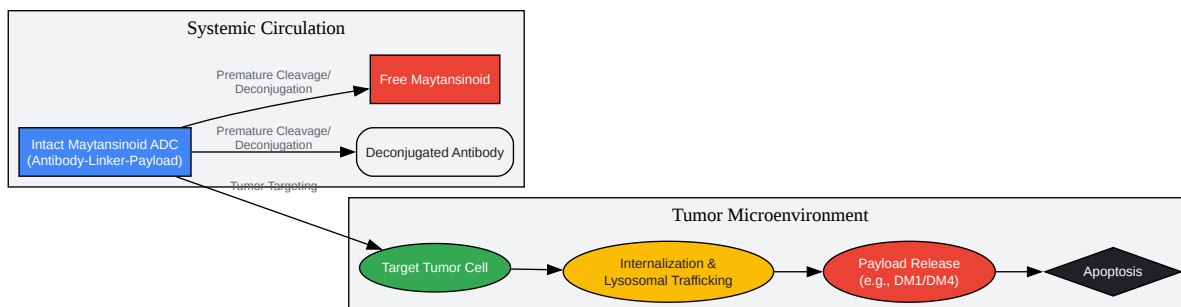 Systemic Circulation
Premature Cleavage/
Deconjugation
Free Maytansinoid
Intact Maytansinoid ADC
(Antibody-Linker-Payload)
Premature Cleavage/
Deconjugation
Deconjugated Antibody
Tumor Targeting
Tumor Microenvironment
Target Tumor Cell
Internalization &
Lysosomal Trafficking
Payload Release
(e.g., DM1/DM4)
Apoptosis